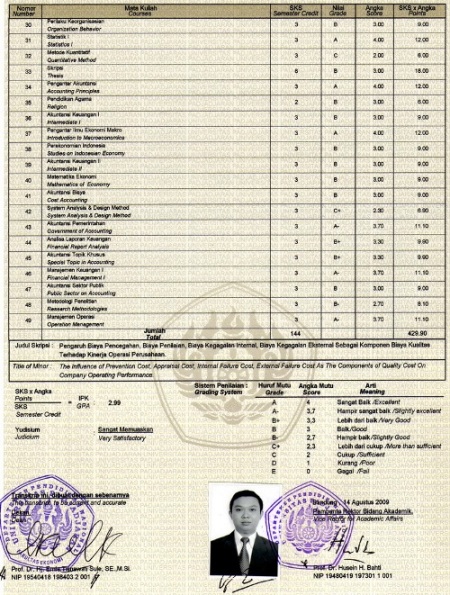 Nomor Mata Kuliah SKS Nilai Angka SKS x Angka
Number Courses Semester Credit Grade Score Points
30 Perilaku Keorganisasian 3 B 3.00 9.00
Organization Behavior
31 Statistik I 3 A 4.00 12.00
Statistics I
32 Metode Kuantitatif 3 C 2.00 6.00
Quantitative Method
33 Skripsi 6 B 3.00 18.00
Thesis
34 Pengantar Akuntansi 3 A 4.00 12.00
Accounting Principles
35 Pendidikan Agama 2 B 3.00 6.00
Religion
36 Akuntansi Keuangan I 3 B 3.00 9.00
Intermediate I
37 Pengantar Ilmu Ekonomi Makro 3 A 4.00 12.00
Introduction to Macroeconomics
38 Perekonomian Indonesia 3 B 3.00 9.00
Studies on Indonesian Economy
39 Akuntansi Keuangan II 3 B 3.00 9.00
Intermediate II
40 Matematika Ekonomi 3 B 3.00 9.00
Mathematics of Economy
41 Akuntansi Biaya 3 B 3.00 9.00
Cost Accounting
42 System Analysis & Design Method 3 C+ 2.30 6.90
System Analysis & Design Method
43 Akuntansi Pemerintahan 3 A- 3.70 11.10
Government of Accounting
44 Analisa Laporan Keuangan 3 B+ 3.30 9.90
Financial Report Analysis
45 Akuntansi Topik Khusus 3 B+ 3.30 9.90
Special Topic in Accounting
46 Manajemen Keuangan I 3 A- 3.70 11.10
Financial Management I
47 Akuntansi Sektor Publik 3 B 3.00 9.00
Public Sector on Accounting
48 Metodologi Penelitian 3 B- 2.70 8.10
Research Methodologies
49 Manajemen Operasi 3 A- 3.70 11.10
Operation Management
Jumlah 144 429.90
Total
Judul Skripsi : Pengaruh Biaya Pencegahan, Biaya Penilaian, Biaya Kegagalan Internal, Biaya Kegagalan Eksternal Sebagai Komponen Biaya Kualitas
Terhadap Kinerja Operasi Perusahaan.
Title of Minor : The Influence of Prevention Cost, Appraisal Cost, Internal Failure Cost, External Failure Cost As The Components of Quality Cost On
Company Operating Performance.
SKS x Angka
Points = IPK = 2.99
SKS GPA
Semester Credit
Yudisium Sangat Memuaskan
Judicium Very Satisfactory
Sistem Penilaian : Huruf Mutu Angka Mutu Arti
Grading System Grade Score Meaning
A 4 Sangat Baik /Excellent
A- 3,7 Hampir sangat baik /Slightly excellent
B+ 3,3 Lebih dari baik /Very Good
B 3 Baik /Good
B- 2,7 Hampir baik /Slightly Good
C+ 2,3 Lebih dari cukup /More than sufficient
C 2 Cukup /Sufficient
D 1 Kurang /Poor
E 0 Gagal /Fail
Transkrip ini dibuat dengan sebenarnya
This transcript to be adapted and accurate
Dekan
Prof. Dr. Hj. Ernie Tisnawati Sule, SE.,M.Si.
NIP 19540418 198403 2 001
Bandung, 14 Agustus 2009
Pembantu Rektor Bidang Akademik,
Vice Rector for Academic Affairs
Prof. Dr. Husein H. Bahti
NIP 19480419 197301 1 001